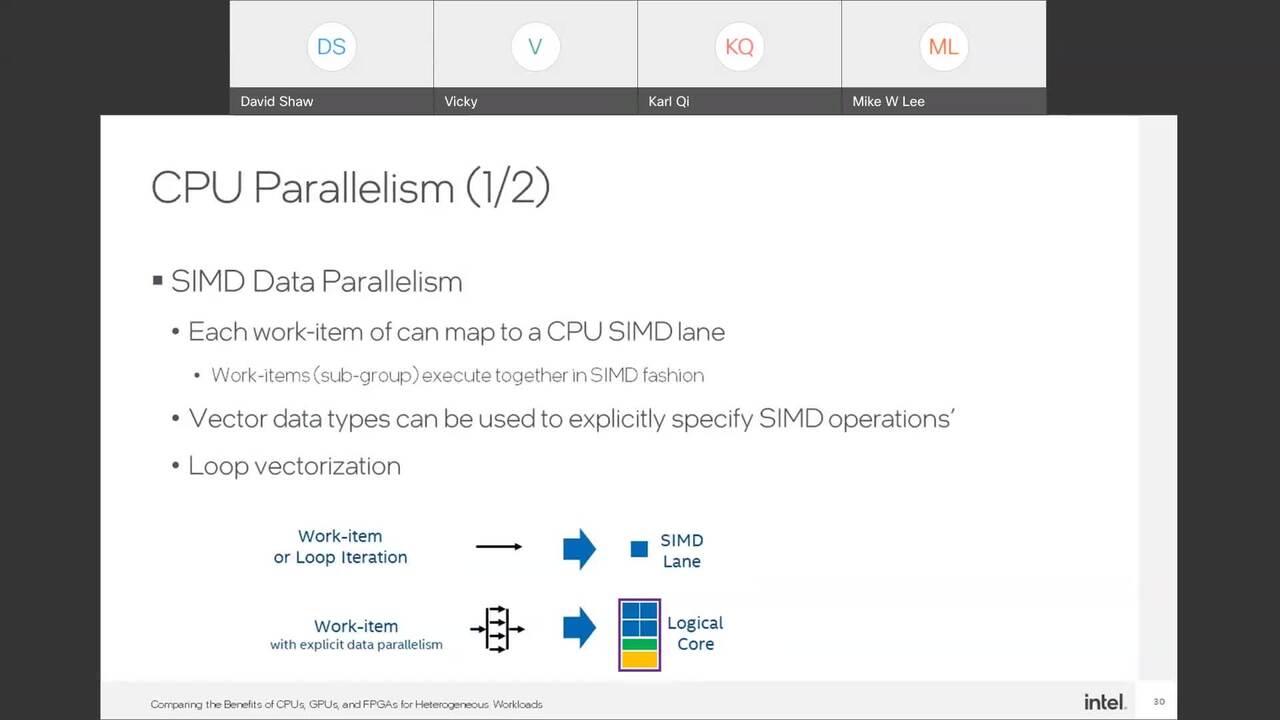 DS
V
KQ
ML
David Shaw
Vicky
Karl Qi
Mike W Lee
CPU Parallelism (1/2)
▪ SIMD Data Parallelism
• Each work-item of can map to a CPU SIMD lane
• Work-items (sub-group) execute together in SIMD fashion
• Vector data types can be used to explicitly specify SIMD operations’
• Loop vectorization
Work-item
or Loop Iteration
SIMD
Lane
Work-item
with explicit data parallelism
Logical
Core
Comparing the Benefits of CPUs, GPUs, and FPGAs for Heterogeneous Workloads
intel.
30